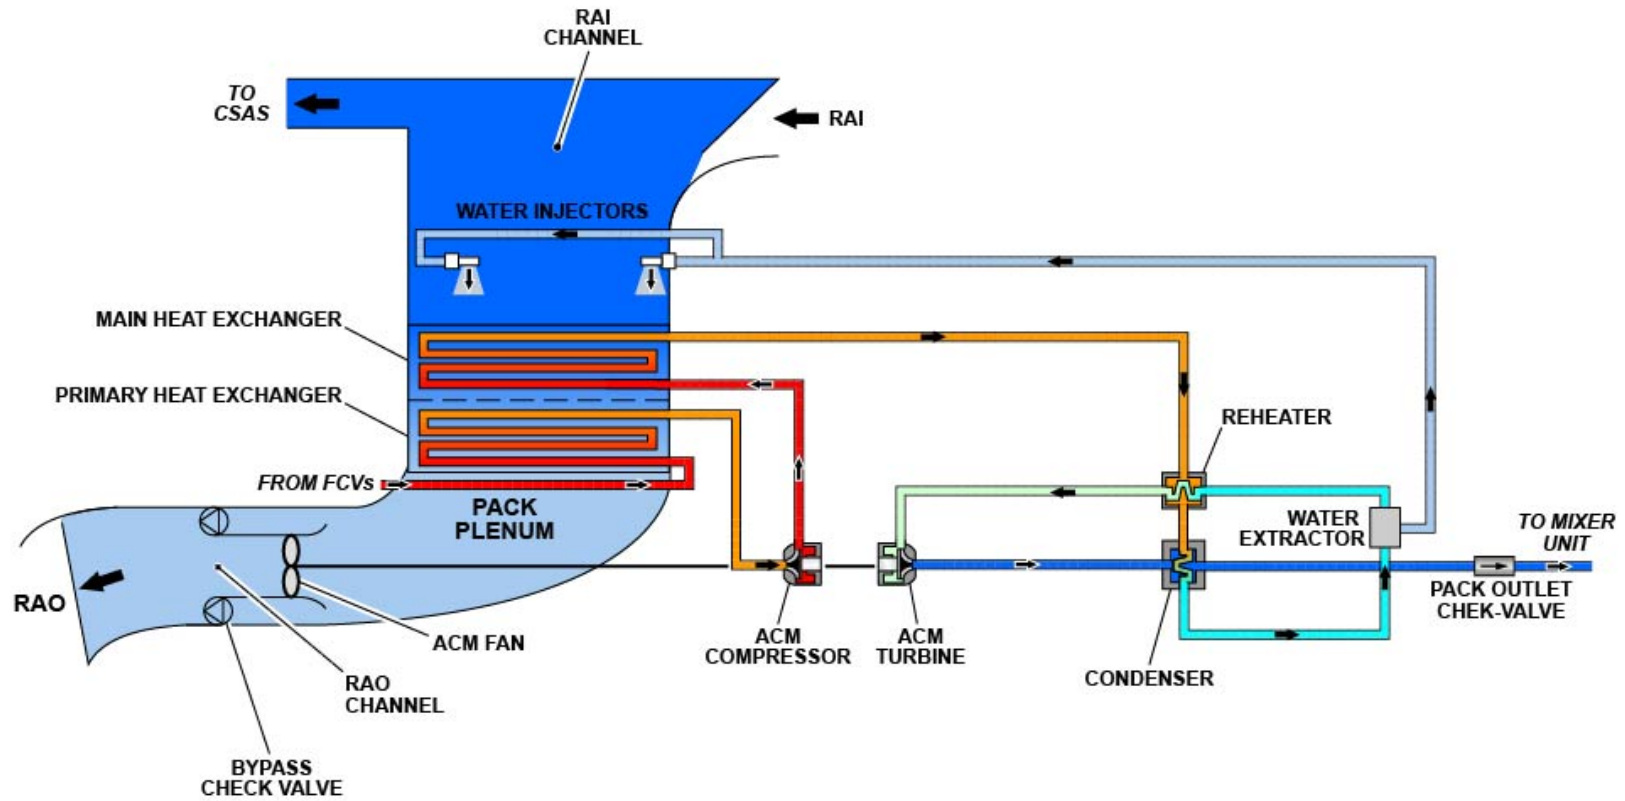 RAI
CHANNEL
TO
CSAS
RAI
WATER INJECTORS
MAIN HEAT EXCHANGER
PRIMARY HEAT EXCHANGER
REHEATER
FROM FCVs
PACK
PLENUM
WATER
EXTRACTOR
TO MIXER
UNIT
PACK OUTLET
CHEK-VALVE
RAO
ACM FAN
ACM
COMPRESSOR
ACM
TURBINE
CONDENSER
RAO
CHANNEL
BYPASS
CHECK VALVE